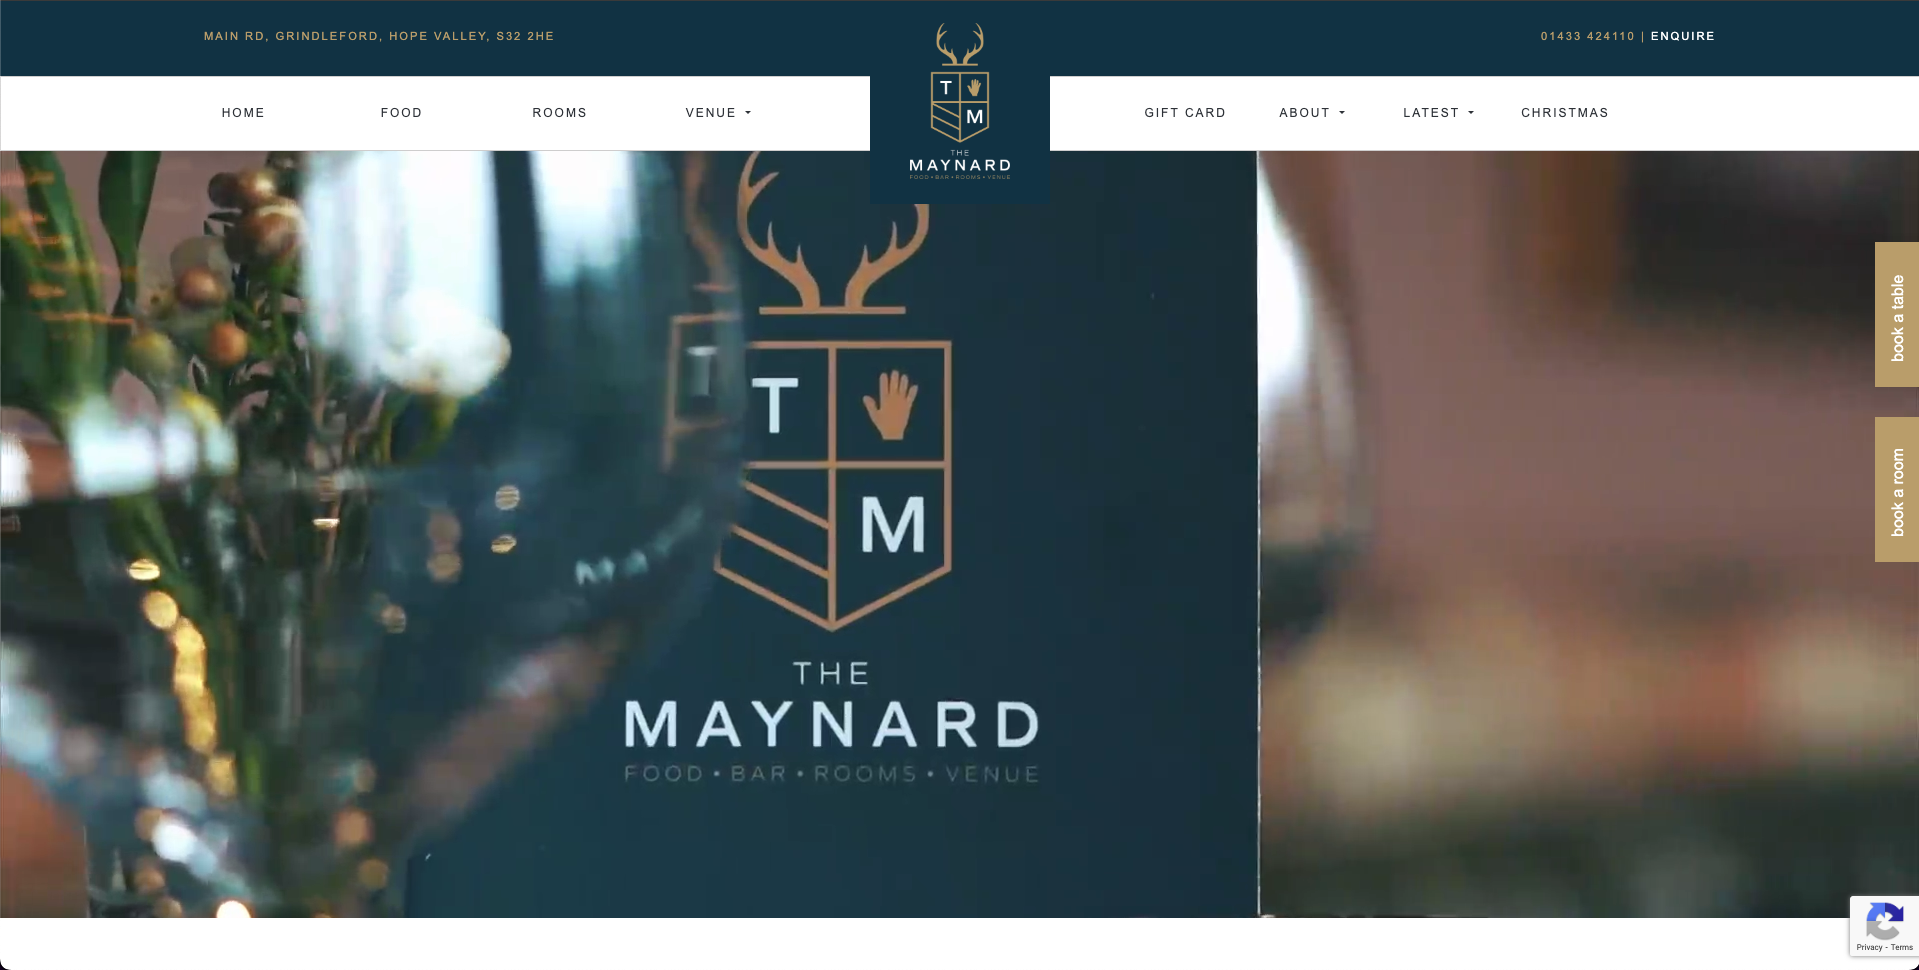 MAIN RD, GRINDLEFORD, HOPE VALLEY, S32 2HE
01433 424110 | ENQUIRE
HOME
FOOD
ROOMS
VENUE
T
M
THE
MAYNARD
FOOD • BAR • ROOMS • VENUE
GIFT CARD
ABOUT
LATEST
CHRISTMAS
T
M
THE
MAYNARD
FOOD • BAR • ROOMS • VENUE
book a table
book a room
Privacy - Terms